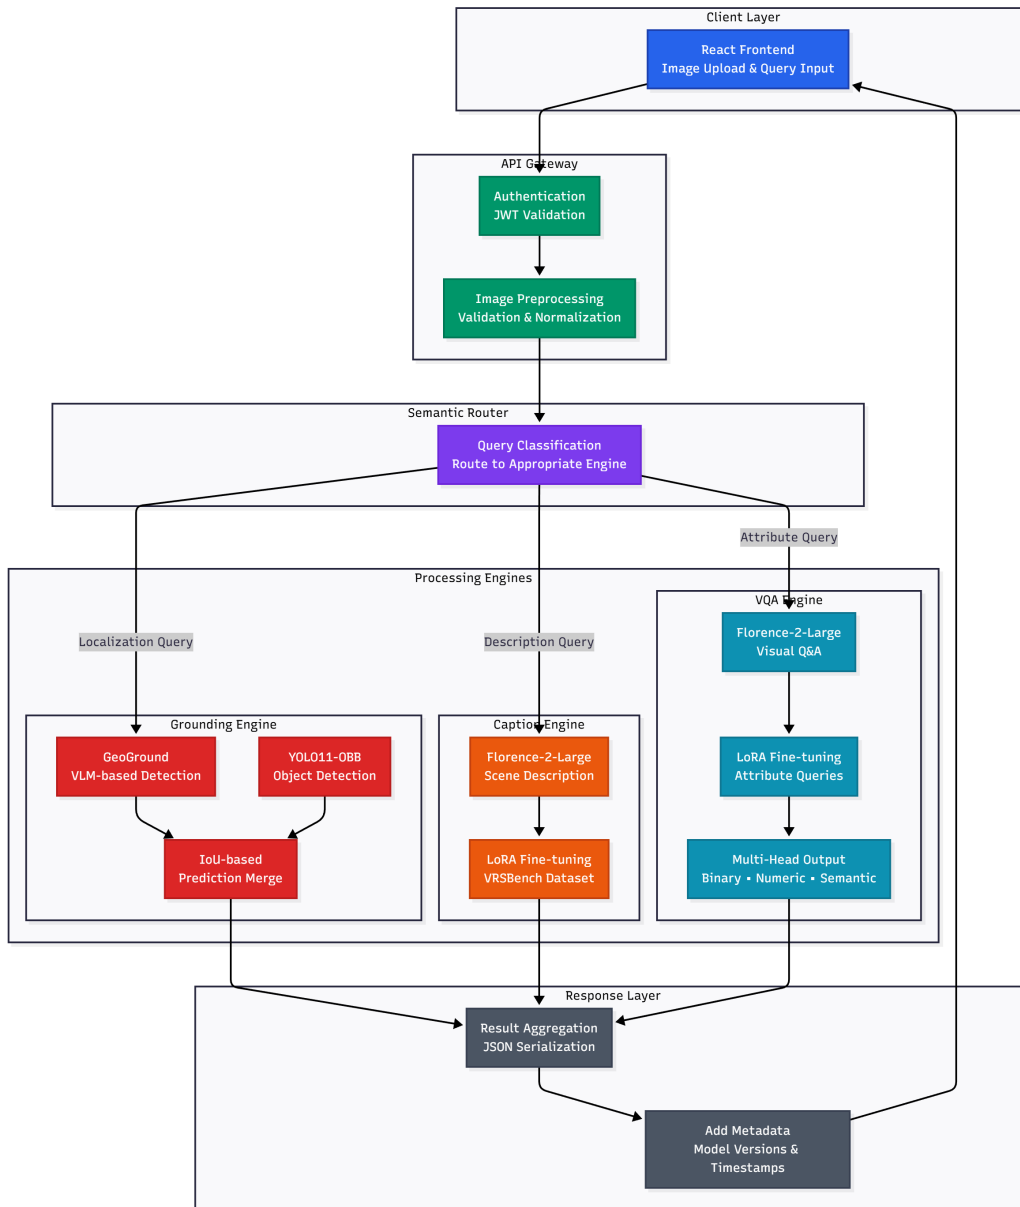 Client Layer
React Frontend
Image Upload & Query Input
API Gateway
Authentication
JWT Validation
Image Preprocessing
Validation & Normalization
Semantic Router
Query Classification
Route to Appropriate Engine
Attribute Query
Processing Engines
VQA Engine
Florence-2-Large
Visual Q&A
Localization Query
Description Query
Grounding Engine
Caption Engine
GeoGround
VLM-based Detection
YOLO11-OBB
Object Detection
Florence-2-Large
Scene Description
LoRA Fine-tuning
Attribute Queries
IoU-based
Prediction Merge
LoRA Fine-tuning
VRSBench Dataset
Multi-Head Output
Binary • Numeric • Semantic
Response Layer
Result Aggregation
JSON Serialization
Add Metadata
Model Versions &
Timestamps